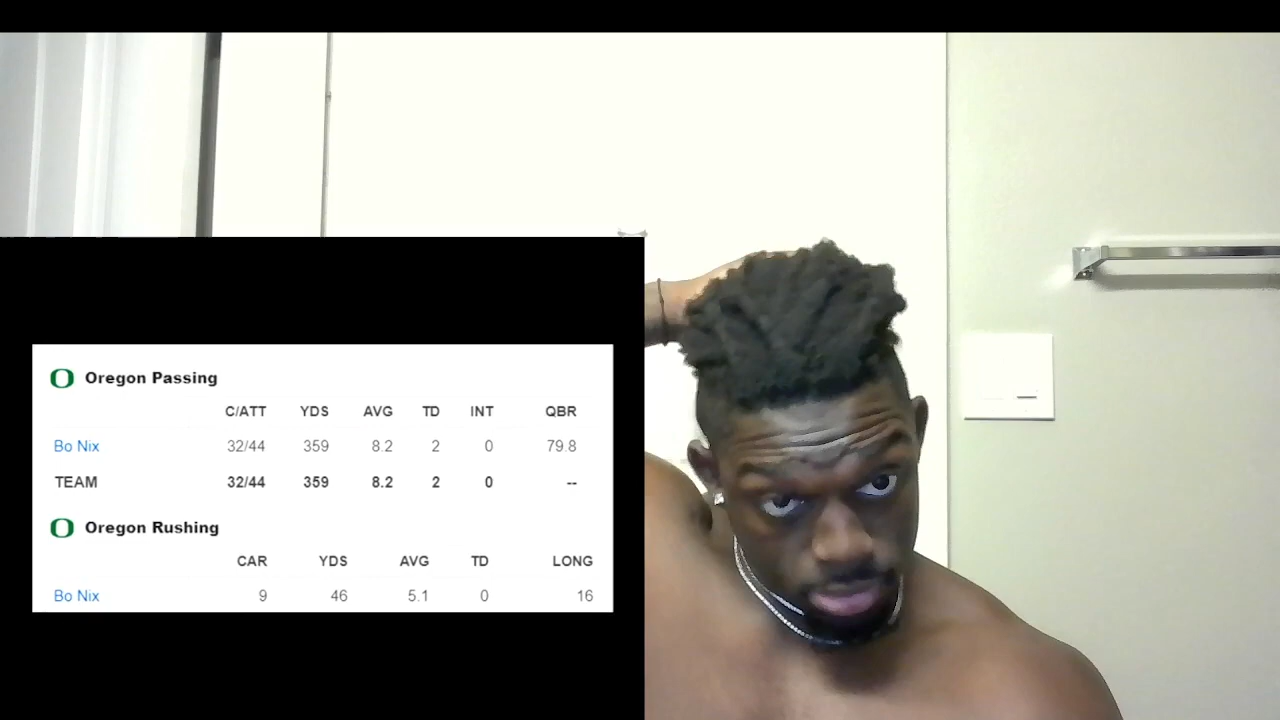 Oregon Passing
C/ATT YDS AVG TD INT QBR
Bo Nix 32/44 359 8.2 2 0 79.8
TEAM 32/44 359 8.2 2 0 --
Oregon Rushing
CAR YDS AVG TD LONG
Bo Nix 9 46 5.1 0 16